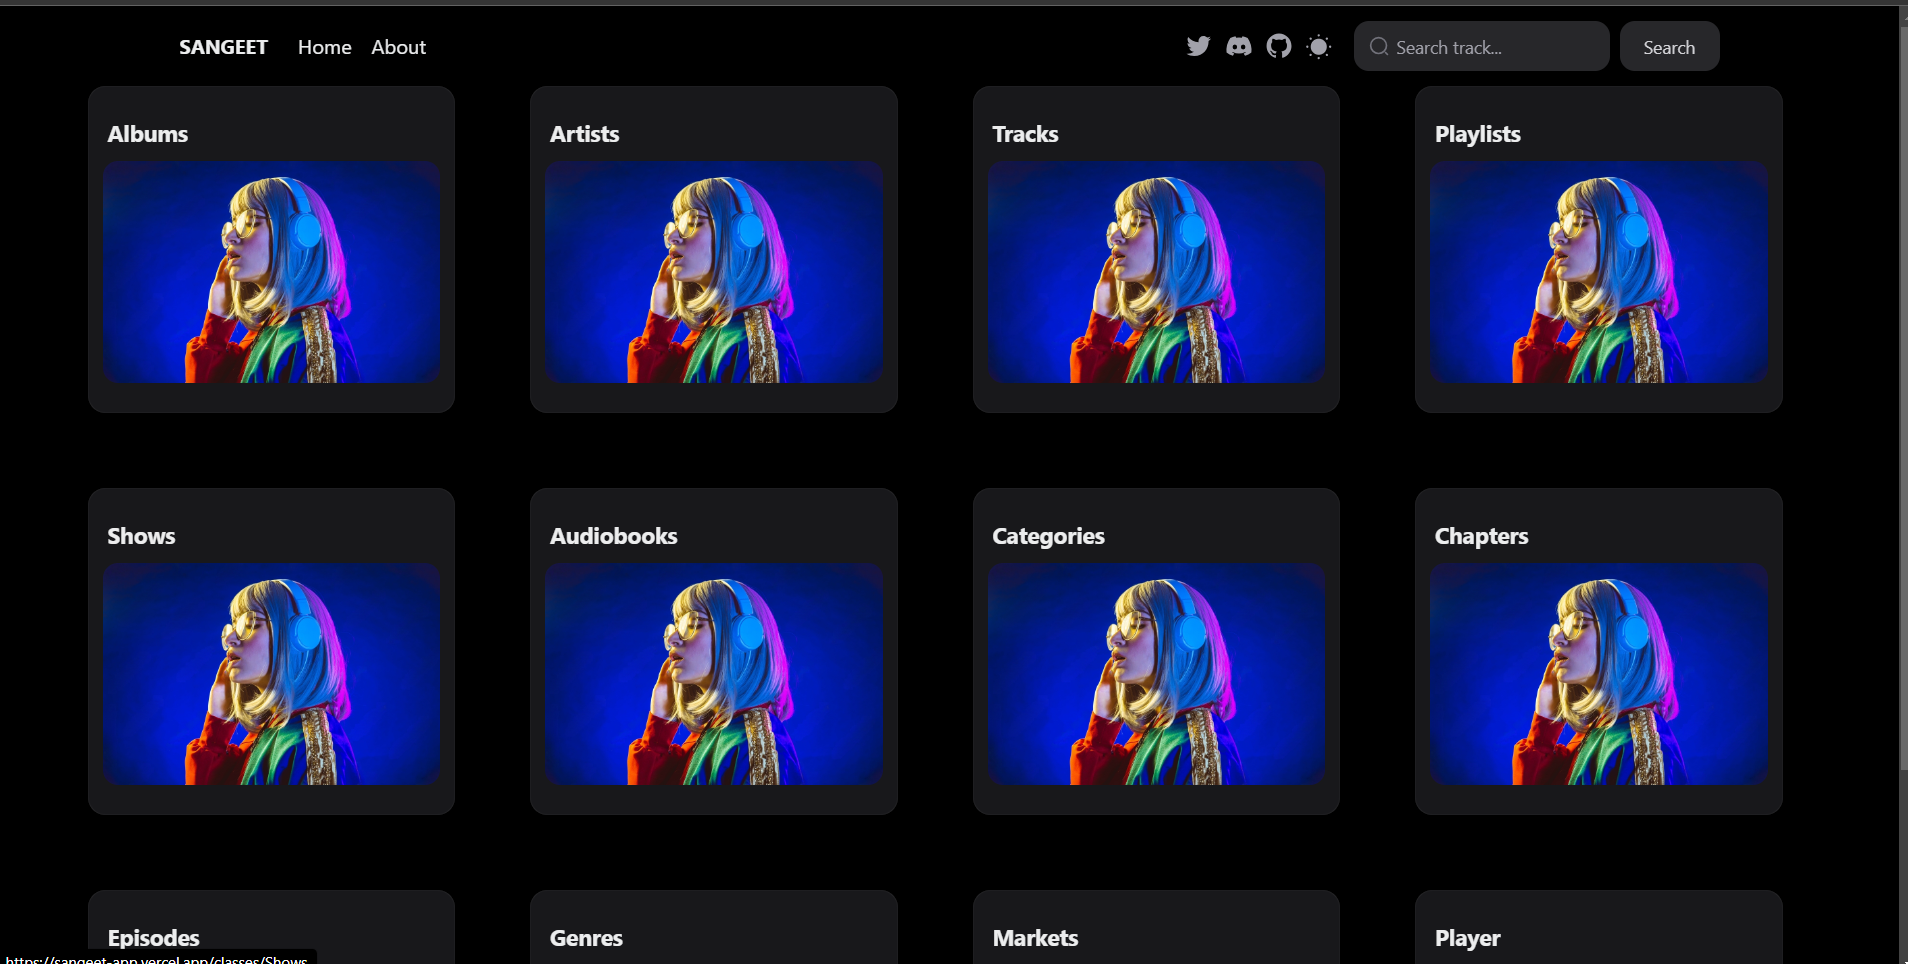 SANGEET Home About Search track... Search
Albums Artists Tracks Playlists
Shows Audiobooks Categories Chapters
Episodes Genres Markets Player
https://sangeet-app.vercel.app/classes/Shows